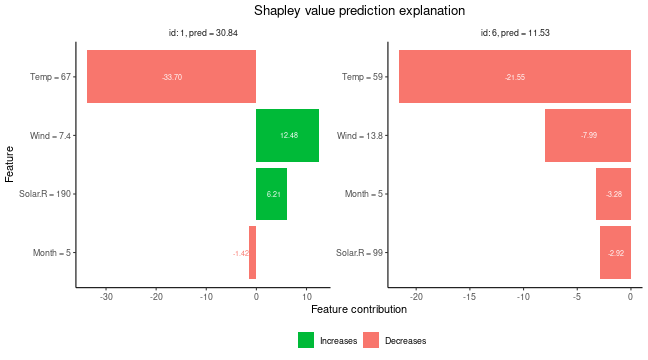 Shapley value prediction explanation
id: 1, pred = 30.84
id: 6, pred = 11.53
Feature
Temp = 67
-33.70
Wind = 7.4
12.48
Solar.R = 190
6.21
Month = 5
-1.42
-30 -20 -10 0 10
Temp = 59
-21.55
Wind = 13.8
-7.99
Month = 5
-3.28
Solar.R = 99
-2.92
-20 -15 -10 -5 0
Feature contribution
Increases Decreases